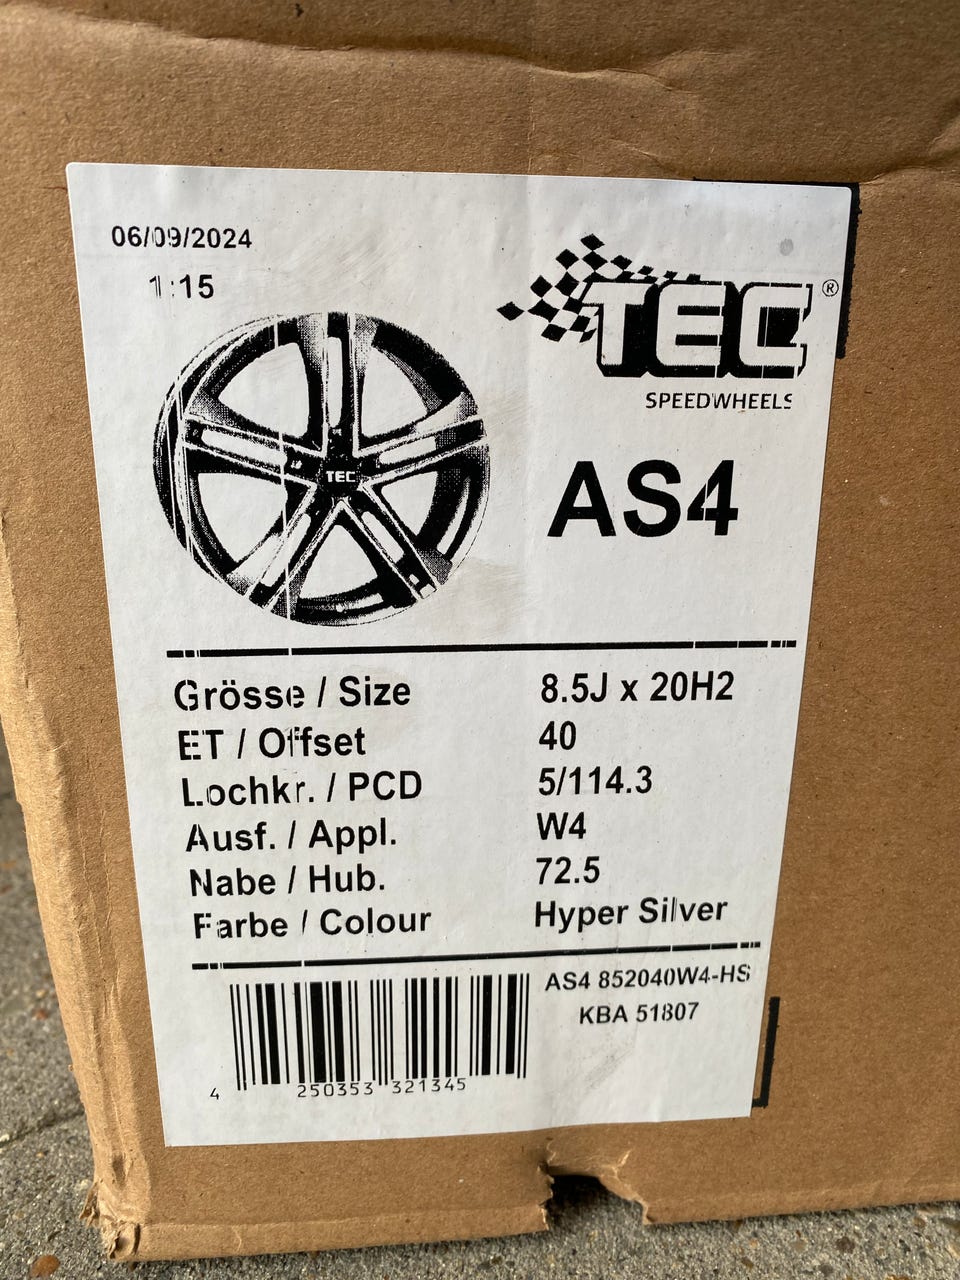 06/09/2024
1:15
TEC®
SPEEDWHEELS
TEC
AS4
Grösse / Size 8.5J x 20H2
ET / Offset 40
Lochkr. / PCD 5/114.3
Ausf. / Appl. W4
Nabe / Hub. 72.5
Farbe / Colour Hyper Silver
AS4 852040W4-HS
KBA 51807
4 250353 321345